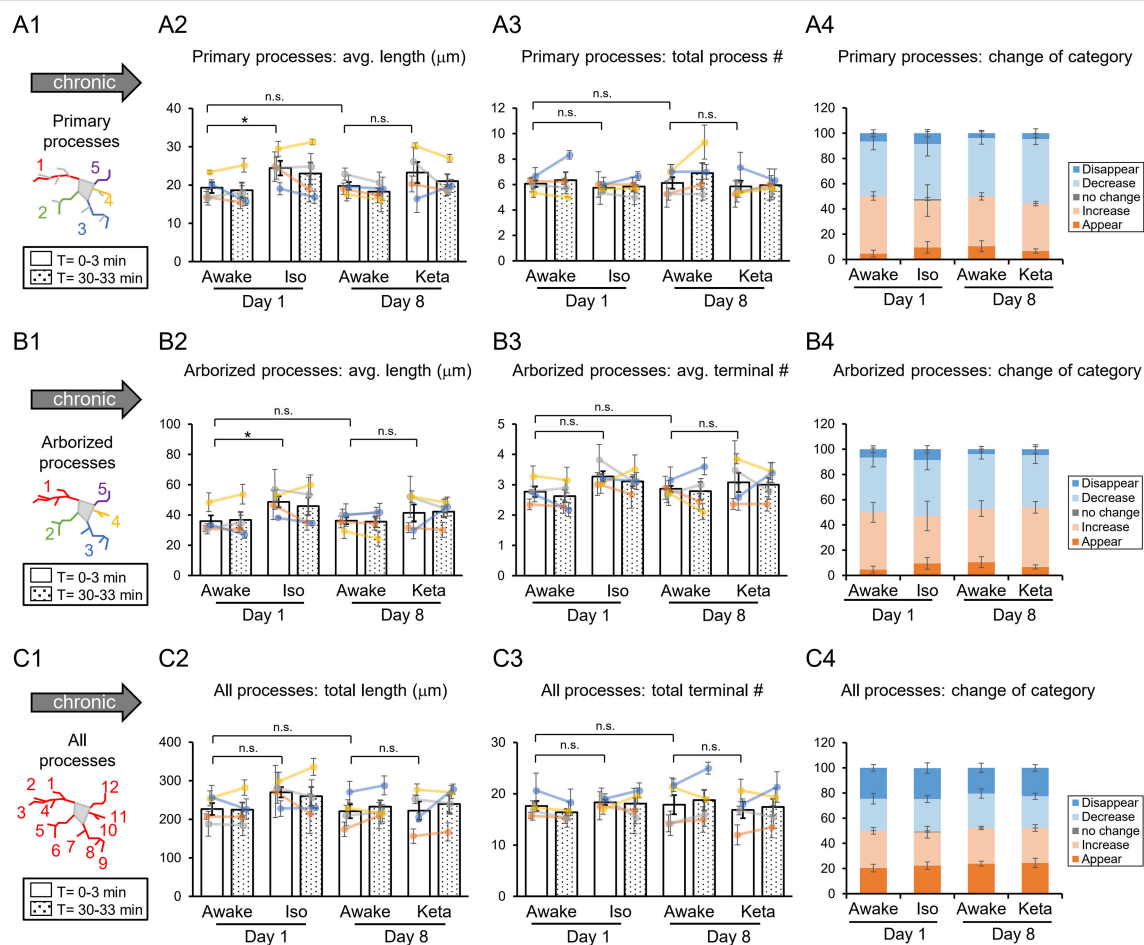 A1
chronic
Primary
processes
1
5
2
4
3
T= 0-3 min
T= 30-33 min
A2
Primary processes: avg. length (μm)
n.s.
*
n.s.
40
30
20
10
0
Awake Iso Awake Keta
Day 1 Day 8
A3
Primary processes: total process #
n.s.
n.s.
n.s.
12
10
8
6
4
2
0
Awake Iso Awake Keta
Day 1 Day 8
A4
Primary processes: change of category
120
100
80
60
40
20
0
Awake Iso Awake Keta
Day 1 Day 8
Disappear
Decrease
no change
Increase
Appear
B1
chronic
Arborized
processes
1
5
2
4
3
T= 0-3 min
T= 30-33 min
B2
Arborized processes: avg. length (μm)
n.s.
*
n.s.
100
80
60
40
20
0
Awake Iso Awake Keta
Day 1 Day 8
B3
Arborized processes: avg. terminal #
n.s.
n.s.
n.s.
5
4
3
2
1
0
Awake Iso Awake Keta
Day 1 Day 8
B4
Arborized processes: change of category
120
100
80
60
40
20
0
Awake Iso Awake Keta
Day 1 Day 8
Disappear
Decrease
no change
Increase
Appear
C1
chronic
All
processes
2 1 12
3 4 11
5 10
6 7 8
9
T= 0-3 min
T= 30-33 min
C2
All processes: total length (μm)
n.s.
n.s.
n.s.
400
300
200
100
0
Awake Iso Awake Keta
Day 1 Day 8
C3
All processes: total terminal #
n.s.
n.s.
n.s.
30
20
10
0
Awake Iso Awake Keta
Day 1 Day 8
C4
All processes: change of category
120
100
80
60
40
20
0
Awake Iso Awake Keta
Day 1 Day 8
Disappear
Decrease
no change
Increase
Appear